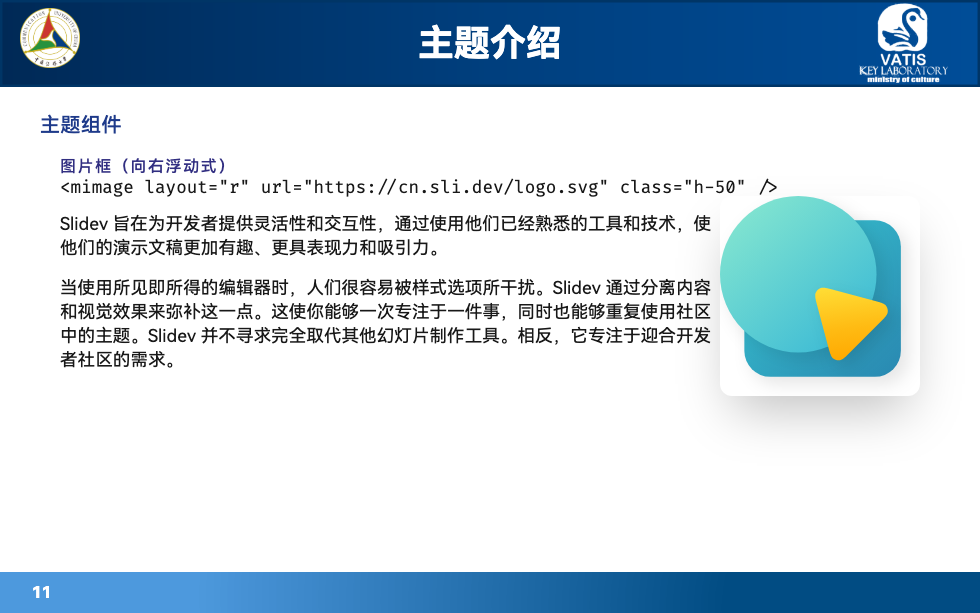 主题介绍
VATIS
KEY LABORATORY
ministry of culture
主题组件
图片框（向右浮动式）
<mimage layout="r" url="https://cn.sli.dev/logo.svg" class="h-50" />
Slidev 旨在为开发者提供灵活性和交互性，通过使用他们已经熟悉的工具和技术，使
他们的演示文稿更加有趣、更具表现力和吸引力。
当使用所见即所得的编辑器时，人们很容易被样式选项所干扰。Slidev 通过分离内容
和视觉效果来弥补这一点。这使你能够一次专注于一件事，同时也能够重复使用社区
中的主题。Slidev 并不寻求完全取代其他幻灯片制作工具。相反，它专注于迎合开发
者社区的需求。
11